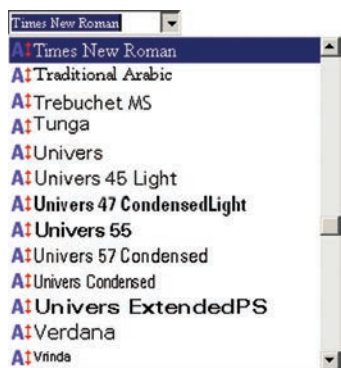 Times New Roman
Times New Roman
Traditional Arabic
Trebuchet MS
Tunga
Univers
Univers 45 Light
Univers 47 CondensedLight
Univers 55
Univers 57 Condensed
Univers Condensed
Univers ExtendedPS
Verdana
Vrinda